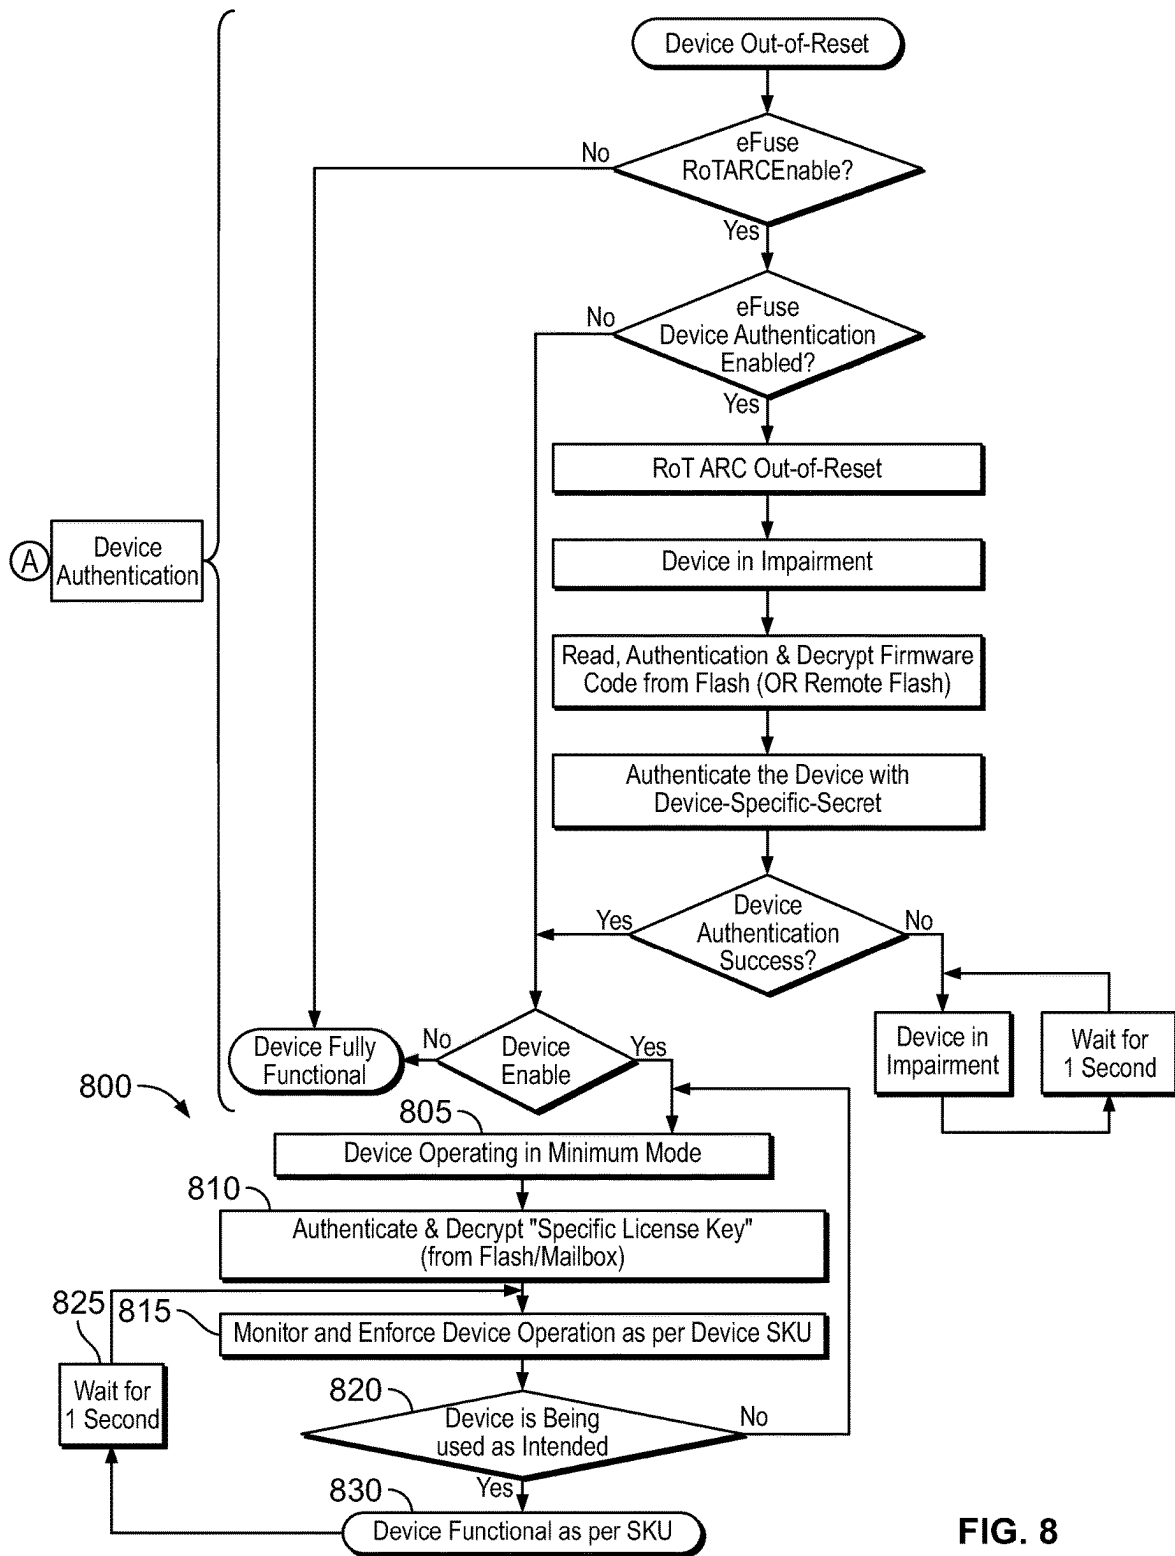 Device Out-of-Reset
eFuse
RoTARCEnable?
No
Yes
eFuse
Device Authentication
Enabled?
No
Yes
RoT ARC Out-of-Reset
A
Device
Authentication
Device in Impairment
Read, Authentication & Decrypt Firmware
Code from Flash (OR Remote Flash)
Authenticate the Device with
Device-Specific-Secret
Device
Authentication
Success?
Yes
No
Device Fully
Functional
No
Device
Enable
Yes
Device in
Impairment
Wait for
1 Second
800
805
Device Operating in Minimum Mode
810
Authenticate & Decrypt "Specific License Key"
(from Flash/Mailbox)
825
815
Monitor and Enforce Device Operation as per Device SKU
Wait for
1 Second
820
Device is Being
used as Intended
No
Yes
830
Device Functional as per SKU
FIG. 8